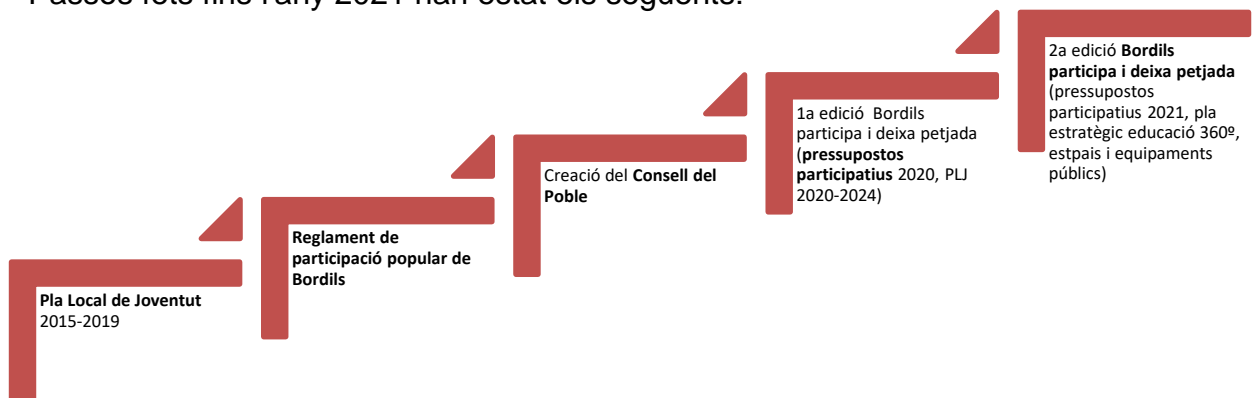 Passos fets fins l'any 2021 han estat els següents:
Pla Local de Joventut
2015-2019
Reglament de
participació popular de
Bordils
Creació del Consell del
Poble
1a edició Bordils
participa i deixa petjada
(pressupostos
participatius 2020, PLJ
2020-2024)
2a edició Bordils
participa i deixa petjada
(pressupostos
participatius 2021, pla
estratègic educació 360º,
estpais i equipaments
públics)